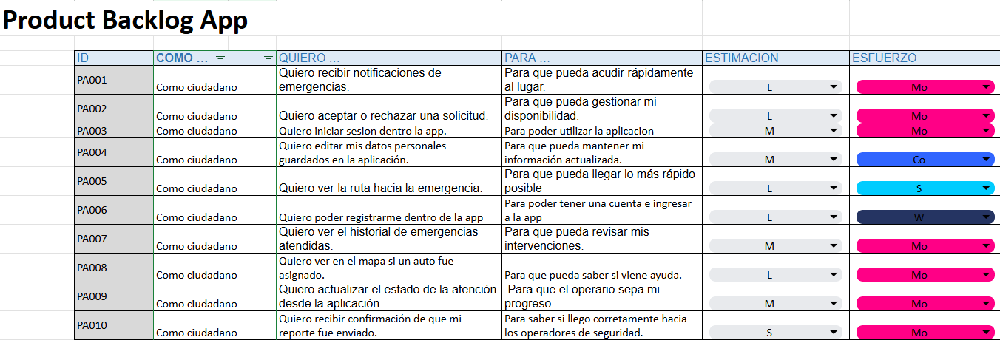 Product Backlog App
ID COMO ... QUIERO ... PARA ... ESTIMACION ESFUERZO
PA001 Como ciudadano Quiero recibir notificaciones de emergencias. Para que pueda acudir rápidamente al lugar. L Mo
PA002 Como ciudadano Quiero aceptar o rechazar una solicitud. Para que pueda gestionar mi disponibilidad. L Mo
PA003 Como ciudadano Quiero iniciar sesion dentro la app. Para poder utilizar la aplicacion M Mo
PA004 Como ciudadano Quiero editar mis datos personales guardados en la aplicación. Para que pueda mantener mi información actualizada. M Co
PA005 Como ciudadano Quiero ver la ruta hacia la emergencia. Para que pueda llegar lo más rápido posible L S
PA006 Como ciudadano Quiero poder registrarme dentro de la app Para poder tener una cuenta e ingresar a la app L W
PA007 Como ciudadano Quiero ver el historial de emergencias atendidas. Para que pueda revisar mis intervenciones. M Mo
PA008 Como ciudadano Quiero ver en el mapa si un auto fue asignado. Para que pueda saber si viene ayuda. L Mo
PA009 Como ciudadano Quiero actualizar el estado de la atención desde la aplicación. Para que el operario sepa mi progreso. M Mo
PA010 Como ciudadano Quiero recibir confirmación de que mi reporte fue enviado. Para saber si llego correctamente hacia los operadores de seguridad. S Mo